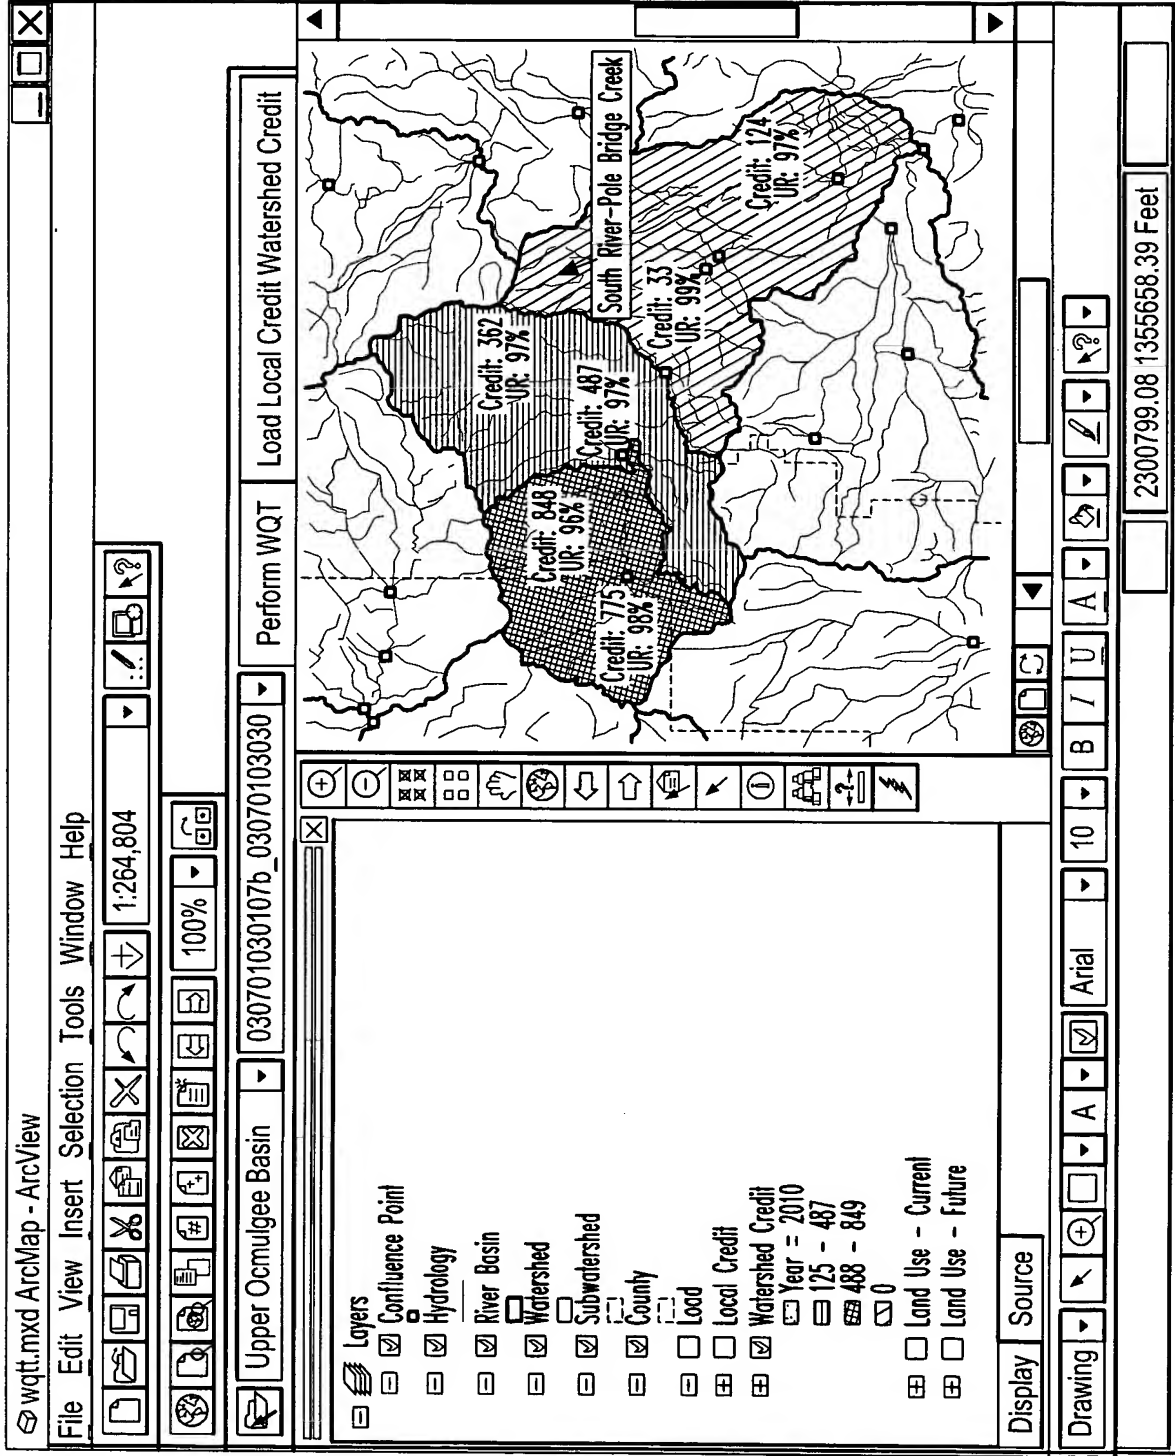 wqtt.mxd ArcMap - ArcView
File Edit View Insert Selection Tools Window Help
1:264,804
100%
Upper Ocmulgee Basin
030701030107b_03070103030
Perform WQT
Load Local Credit Watershed Credit
Layers
Confluence Point
Hydrology
River Basin
Watershed
Subwatershed
County
Load
Local Credit
Watershed Credit
Year = 2010
125 - 487
488 - 849
0
Land Use - Current
Land Use - Future
Display Source
Credit: 362
UR: 97%
Credit: 848
UR: 96%
Credit: 487
UR: 97%
Credit: 775
UR: 98%
South River-Pole Bridge Creek
Credit: 33
UR: 99%
Credit: 124
UR: 97%
Drawing A Arial 10 B I U A
2300799.08 1355658.39 Feet